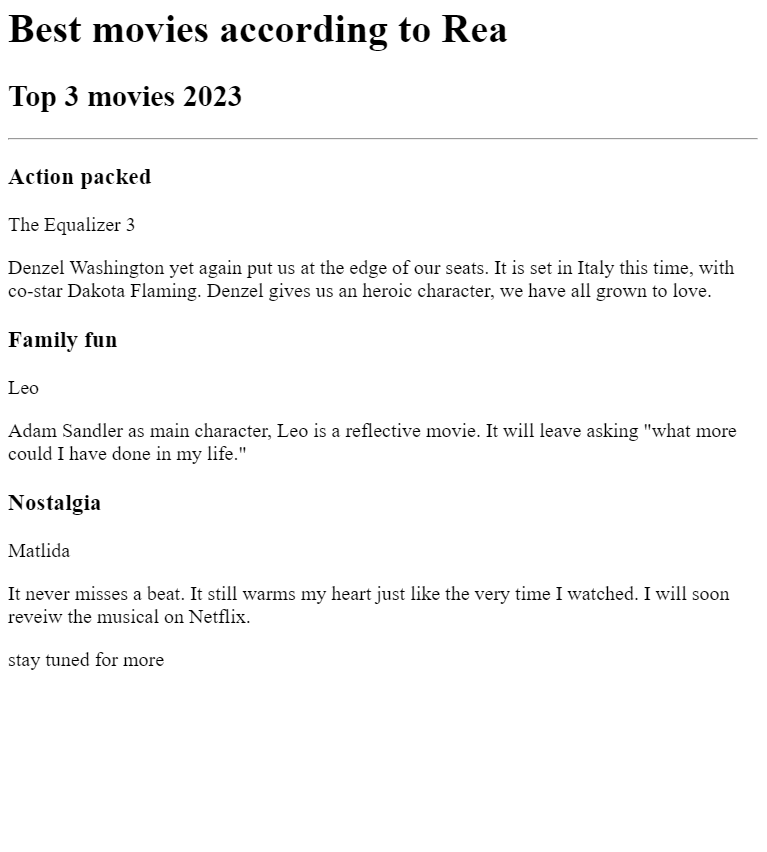 Best movies according to Rea
Top 3 movies 2023
Action packed
The Equalizer 3
Denzel Washington yet again put us at the edge of our seats. It is set in Italy this time, with
co-star Dakota Flaming. Denzel gives us an heroic character, we have all grown to love.
Family fun
Leo
Adam Sandler as main character, Leo is a reflective movie. It will leave asking "what more
could I have done in my life."
Nostalgia
Matlida
It never misses a beat. It still warms my heart just like the very time I watched. I will soon
reveiw the musical on Netflix.
stay tuned for more